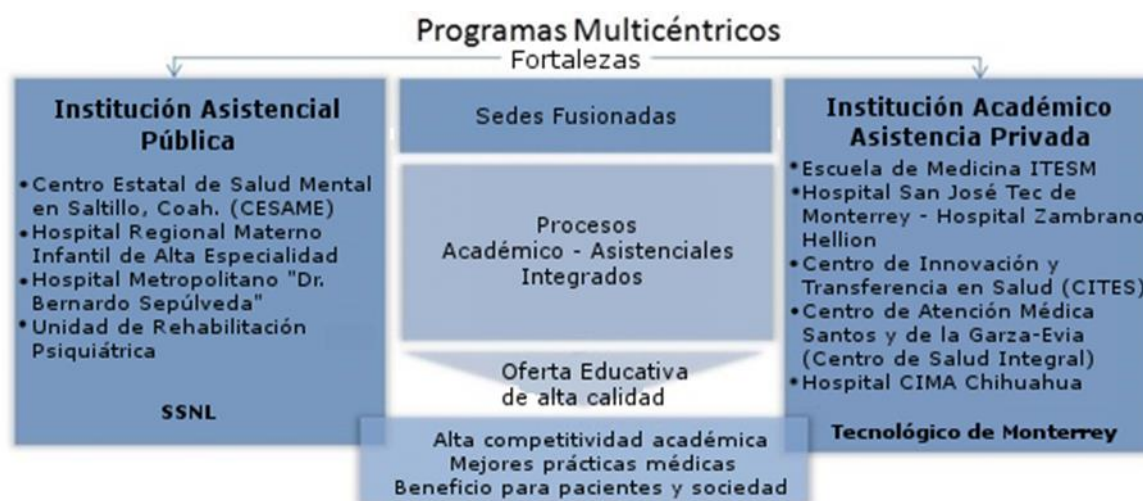 Programas Multicéntricos
Fortalezas
Institución Asistencial
Pública
• Centro Estatal de Salud Mental
en Saltillo, Coah. (CESAME)
• Hospital Regional Materno
Infantil de Alta Especialidad
• Hospital Metropolitano "Dr.
Bernardo Sepúlveda"
• Unidad de Rehabilitación
Psiquiátrica
SSNL
Sedes Fusionadas
Procesos
Académico - Asistenciales
Integrados
Oferta Educativa
de alta calidad
Alta competitividad académica
Mejores prácticas médicas
Beneficio para pacientes y sociedad
Institución Académico
Asistencia Privada
• Escuela de Medicina ITESM
• Hospital San José Tec de
Monterrey - Hospital Zambrano
Hellion
• Centro de Innovación y
Transferencia en Salud (CITES)
• Centro de Atención Médica
Santos y de la Garza-Evia
(Centro de Salud Integral)
• Hospital CIMA Chihuahua
Tecnológico de Monterrey